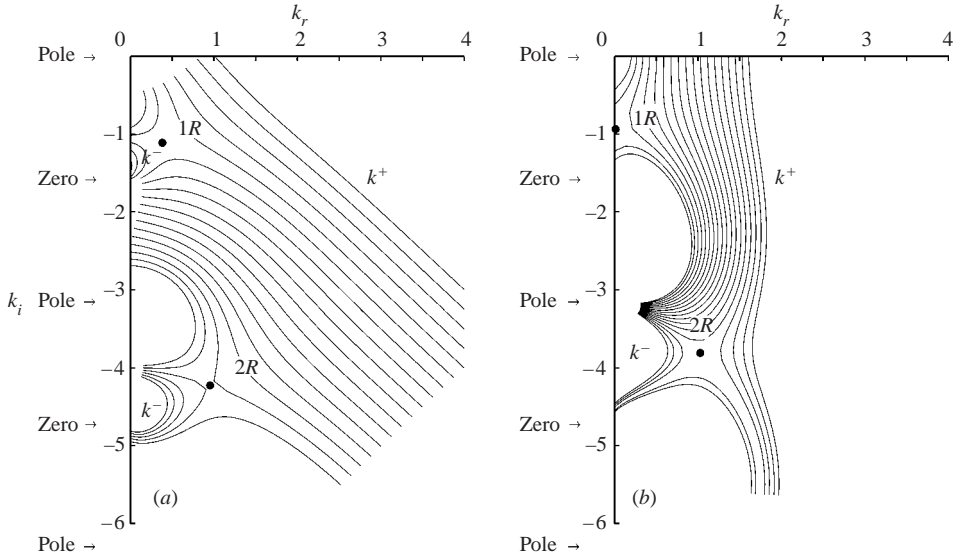 k_r
k_r
0 1 2 3 4
0 1 2 3 4
Pole →
Pole →
1R
1R
−1
−1
k⁻
Zero →
Zero →
k⁺
k⁺
−2
−2
k_i
Pole →
−3
Pole →
−3
2R
2R
k⁻
−4
−4
k⁻
Zero →
Zero →
−5
−5
(a)
(b)
−6
−6
Pole →
Pole →